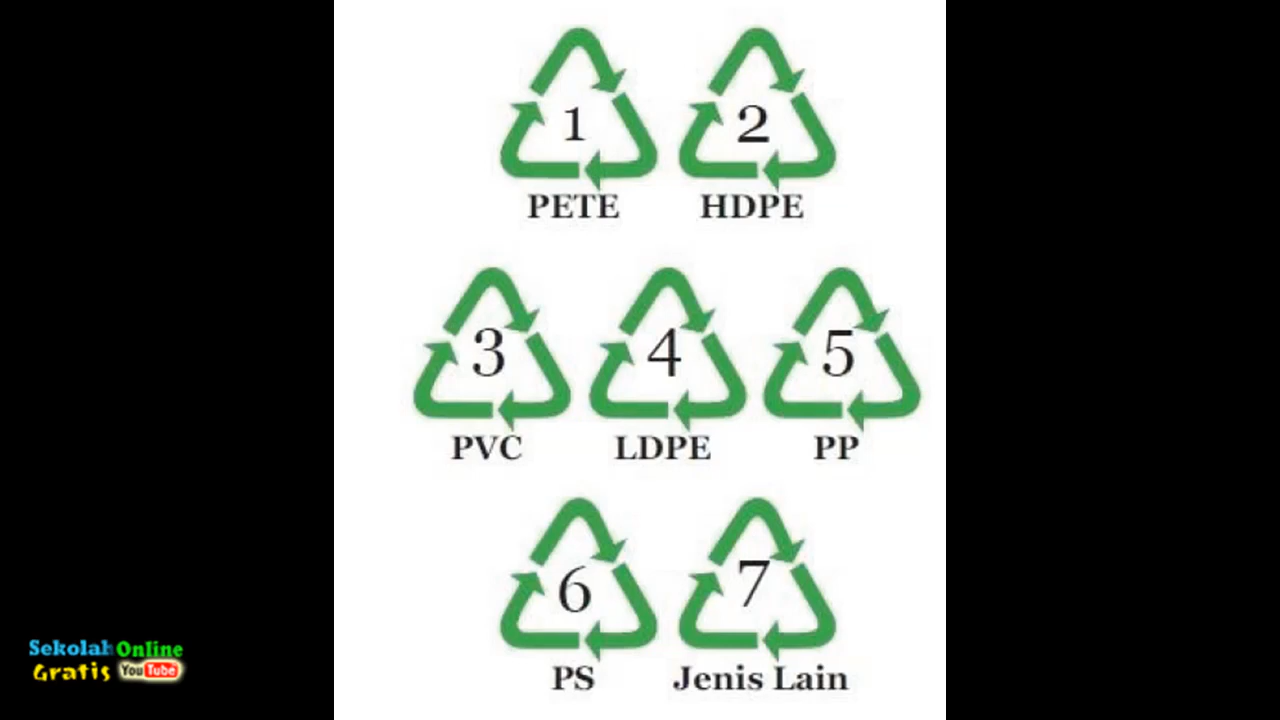 1 2
PETE HDPE
3 4 5
PVC LDPE PP
6 7
PS Jenis Lain
Sekolah Online
Gratis YouTube